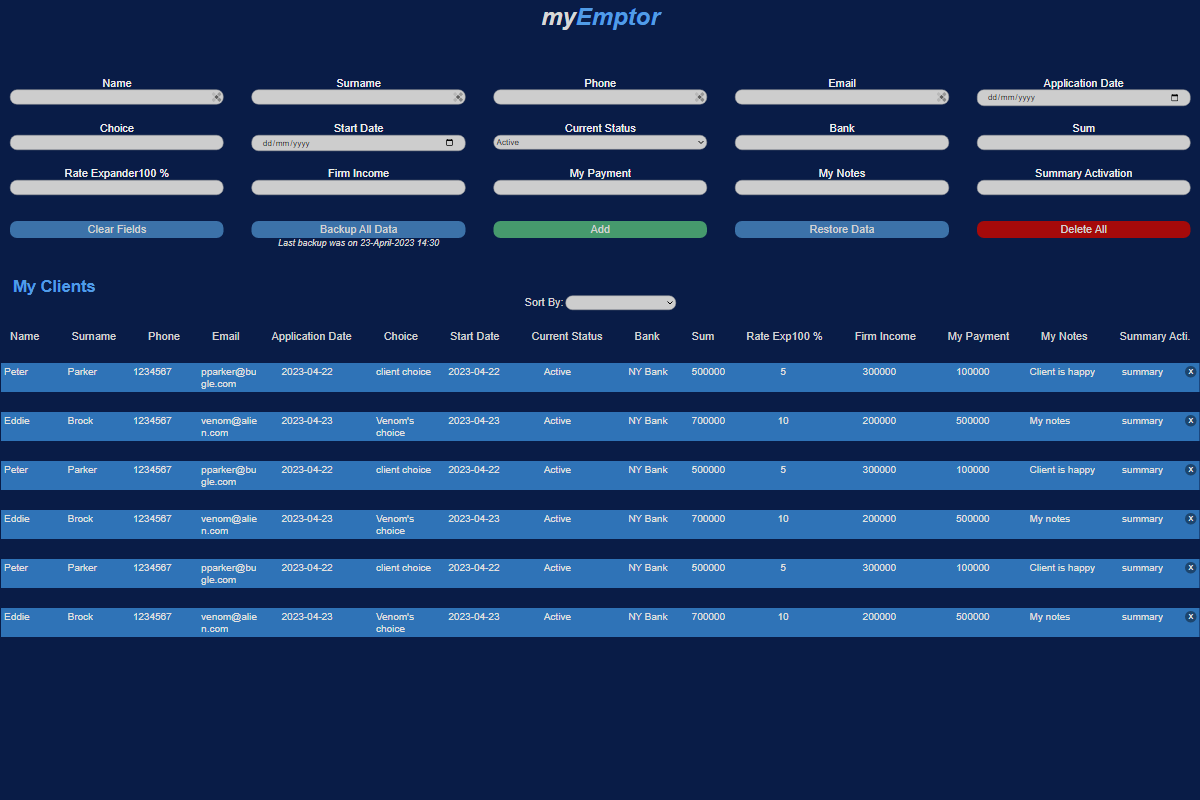 myEmptor
Name Surname Phone Email Application Date
dd/mm/yyyy
Choice Start Date Current Status Bank Sum
dd/mm/yyyy Active
Rate Expander100 % Firm Income My Payment My Notes Summary Activation
Clear Fields Backup All Data Add Restore Data Delete All
Last backup was on 23-April-2023 14:30
My Clients
Sort By:
Name Surname Phone Email Application Date Choice Start Date Current Status Bank Sum Rate Exp100 % Firm Income My Payment My Notes Summary Acti.
Peter Parker 1234567 pparker@bu 2023-04-22 client choice 2023-04-22 Active NY Bank 500000 5 300000 100000 Client is happy summary X
gle.com
Eddie Brock 1234567 venom@alie 2023-04-23 Venom's 2023-04-23 Active NY Bank 700000 10 200000 500000 My notes summary X
n.com choice
Peter Parker 1234567 pparker@bu 2023-04-22 client choice 2023-04-22 Active NY Bank 500000 5 300000 100000 Client is happy summary X
gle.com
Eddie Brock 1234567 venom@alie 2023-04-23 Venom's 2023-04-23 Active NY Bank 700000 10 200000 500000 My notes summary X
n.com choice
Peter Parker 1234567 pparker@bu 2023-04-22 client choice 2023-04-22 Active NY Bank 500000 5 300000 100000 Client is happy summary X
gle.com
Eddie Brock 1234567 venom@alie 2023-04-23 Venom's 2023-04-23 Active NY Bank 700000 10 200000 500000 My notes summary X
n.com choice